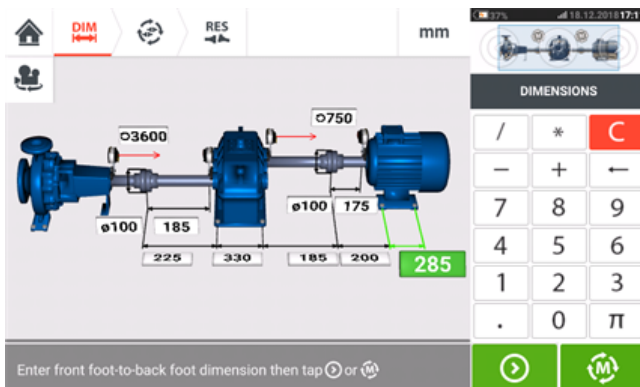 DIM
RES
mm
37%
18.12.2018 17:1
DIMENSIONS
3600
750
ø100
185
ø100
175
225
330
185
200
285
/ * C
− + ←
7 8 9
4 5 6
1 2 3
. 0 π
M
Enter front foot-to-back foot dimension then tap or M